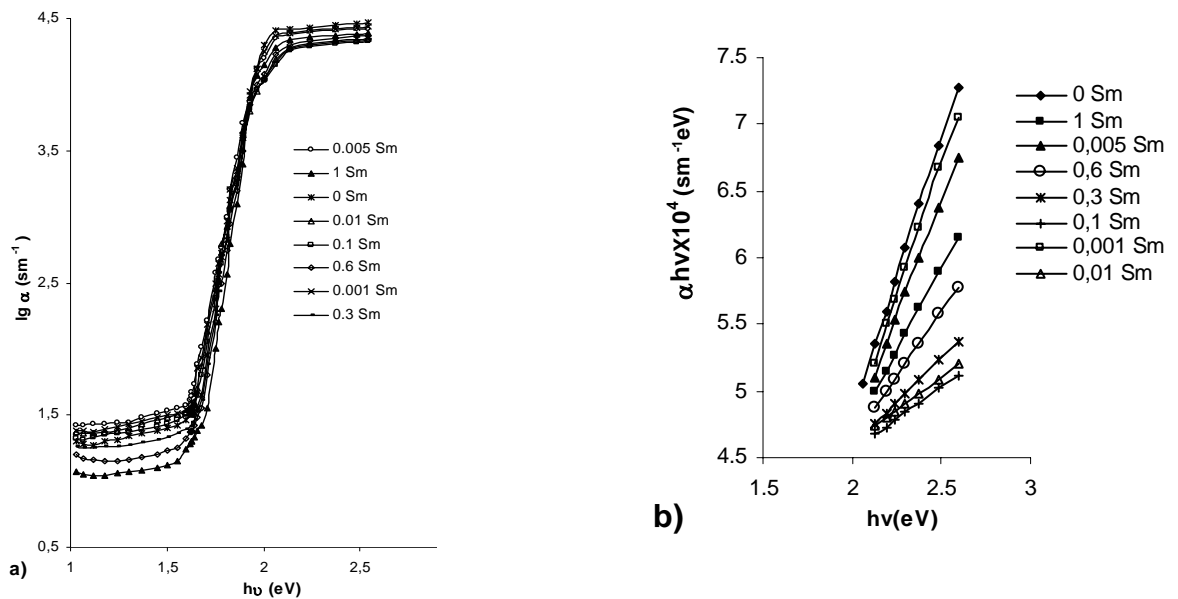 4,5
3,5
2,5
1,5
0,5
lg α (sm⁻¹)
1
1,5
2
2,5
hυ (eV)
0.005 Sm
1 Sm
0 Sm
0.01 Sm
0.1 Sm
0.6 Sm
0.001 Sm
0.3 Sm
a)
7.5
7
6.5
6
5.5
5
4.5
αhνX10⁴ (sm⁻¹eV)
1.5
2
2.5
3
hν(eV)
0 Sm
1 Sm
0,005 Sm
0,6 Sm
0,3 Sm
0,1 Sm
0,001 Sm
0,01 Sm
b)